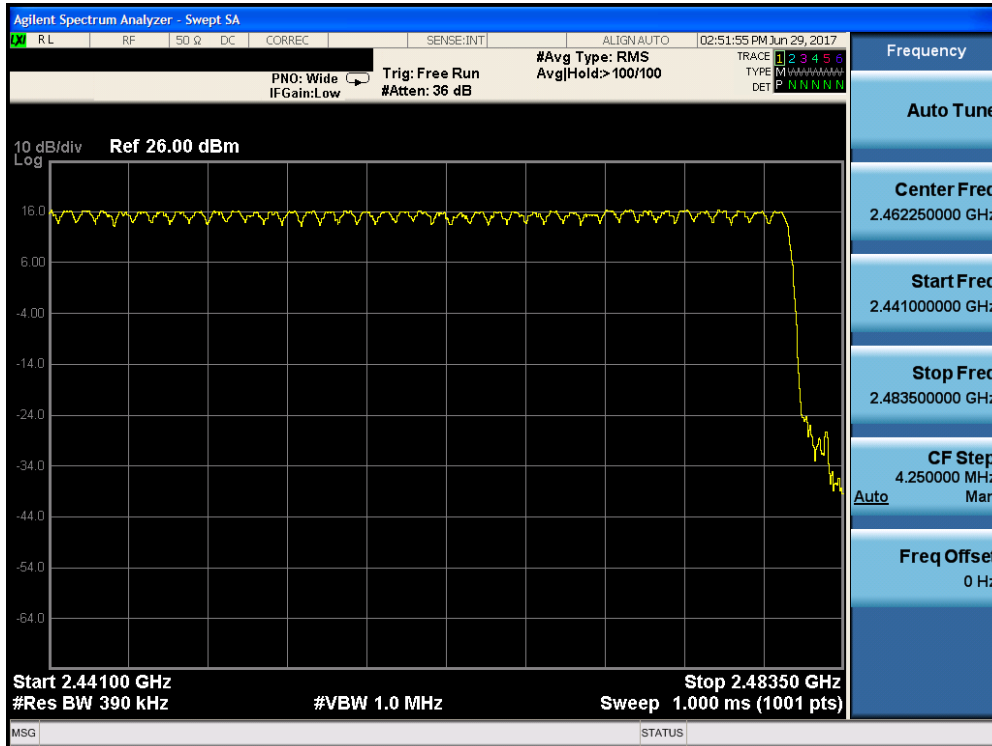 Agilent Spectrum Analyzer - Swept SA
LXI RL RF 50 Ω DC CORREC SENSE:INT ALIGN AUTO 02:51:55 PM Jun 29, 2017
PNO: Wide Trig: Free Run #Avg Type: RMS TRACE 1 2 3 4 5 6
IFGain:Low #Atten: 36 dB Avg|Hold:>100/100 TYPE M
DET P N N N N N
10 dB/div Ref 26.00 dBm
Log
16.0
6.00
-4.00
-14.0
-24.0
-34.0
-44.0
-54.0
-64.0
Start 2.44100 GHz Stop 2.48350 GHz
#Res BW 390 kHz #VBW 1.0 MHz Sweep 1.000 ms (1001 pts)
MSG STATUS
Frequency
Auto Tune
Center Freq
2.462250000 GHz
Start Freq
2.441000000 GHz
Stop Freq
2.483500000 GHz
CF Step
4.250000 MHz
Auto Man
Freq Offset
0 Hz